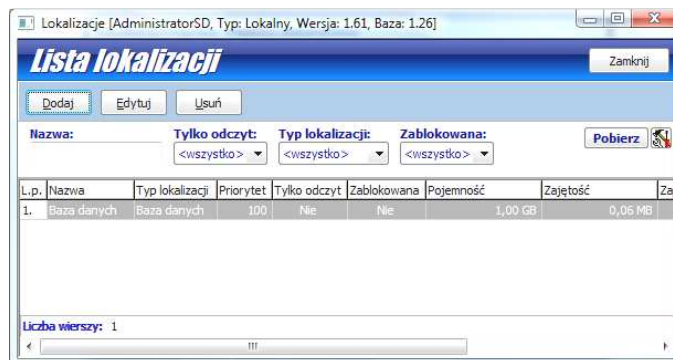 Lokalizacje [AdministratorSD, Typ: Lokalny, Wersja: 1.61, Baza: 1.26]
Lista lokalizacji Zamknij
Dodaj Edytuj Usuń
Nazwa: Tylko odczyt: Typ lokalizacji: Zablokowana:
<wszystko> <wszystko> <wszystko> Pobierz
L.p. Nazwa Typ lokalizacji Priorytet Tylko odczyt Zablokowana Pojemność Zajętość Za
1. Baza danych Baza danych 100 Nie Nie 1,00 GB 0,06 MB
Liczba wierszy: 1